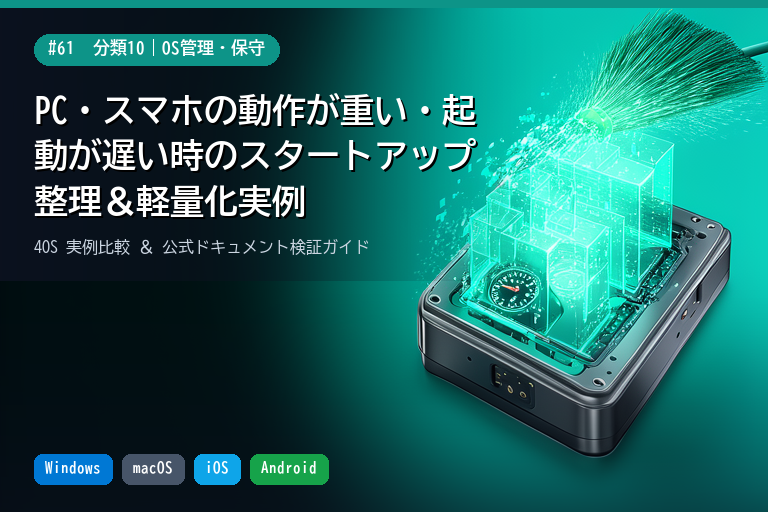 #61 分類10｜OS管理・保守
PC・スマホの動作が重い・起
動が遅い時のスタートアップ
整理＆軽量化実例
4OS 実例比較 ＆ 公式ドキュメント検証ガイド
Windows
macOS
iOS
Android